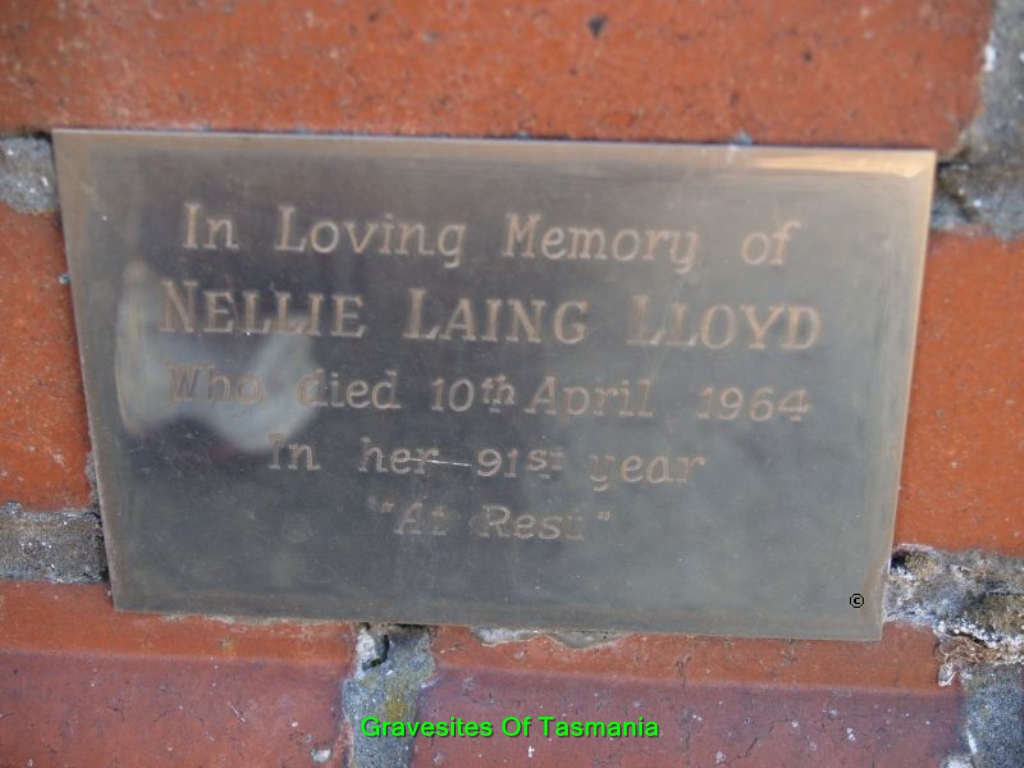 In Loving Memory of
NELLIE LAING LLOYD
Who died 10th April 1964
In her 91st year
"At Rest"
©
Gravesites Of Tasmania